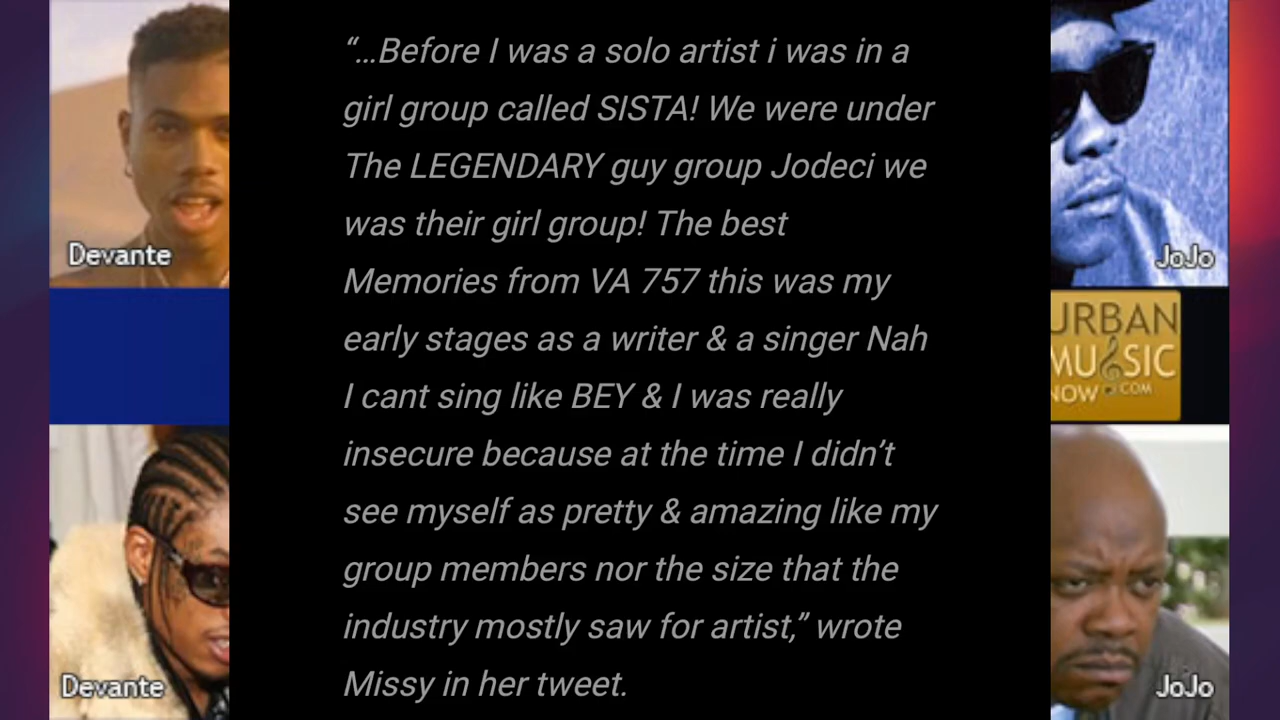 “...Before I was a solo artist i was in a
girl group called SISTA! We were under
The LEGENDARY guy group Jodeci we
was their girl group! The best
Memories from VA 757 this was my
early stages as a writer & a singer Nah
I cant sing like BEY & I was really
insecure because at the time I didn’t
see myself as pretty & amazing like my
group members nor the size that the
industry mostly saw for artist,” wrote
Missy in her tweet.
Devante
JoJo
URBAN
MUSIC
NOW .COM
Devante
JoJo